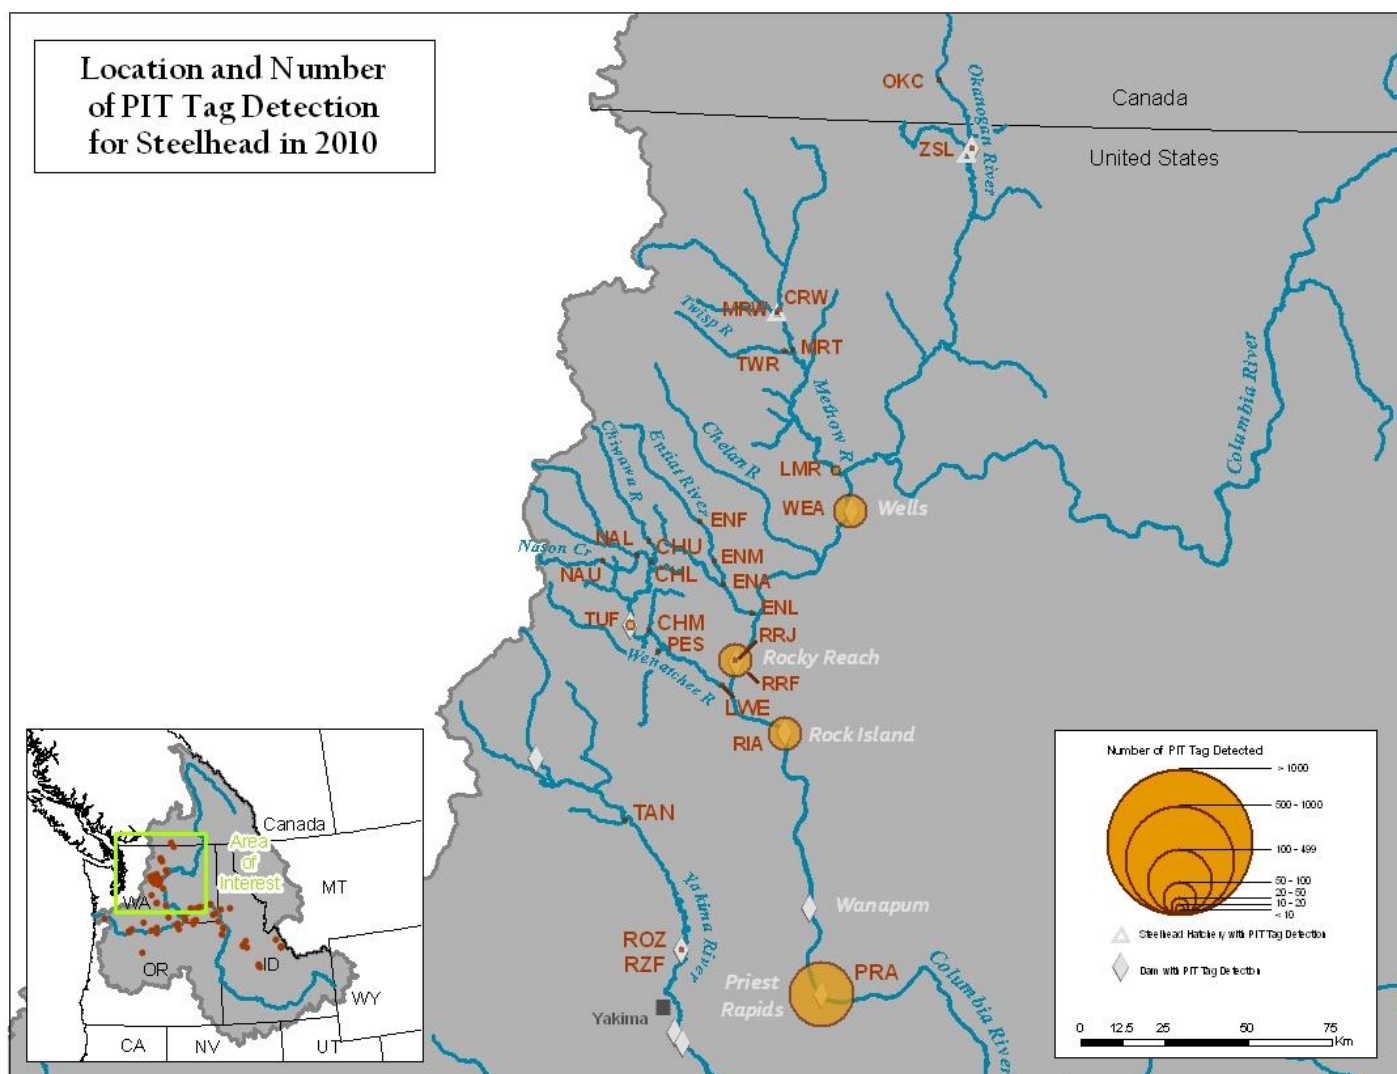 Location and Number
of PIT Tag Detection
for Steelhead in 2010
OKC
Okanogan River
Canada
United States
ZSL
CRW
MRW
Twisp R
MRT
TWR
Methow R
Columbia River
Chelan R
Entiat River
Chiwawa R
LMR
WEA
Wells
ENF
NAL
CHU
Nason Cr
ENM
NAU
CHL
ENA
ENL
TUF
CHM
PES
RRJ
Rocky Reach
RRF
Wenatchee R
LWE
RIA
Rock Island
TAN
Yakima River
Wanapum
ROZ
RZF
Priest
Rapids
PRA
Columbia River
Yakima
Canada
Area
of
Interest
MT
WA
OR
ID
WY
CA
NV
UT
Number of PIT Tag Detected
> 1000
500 - 1000
100 - 499
50 - 100
20 - 50
10 - 20
< 10
Steelhead Hatchery with PIT Tag Detection
Dam with PIT Tag Detection
0 12.5 25 50 75
Km